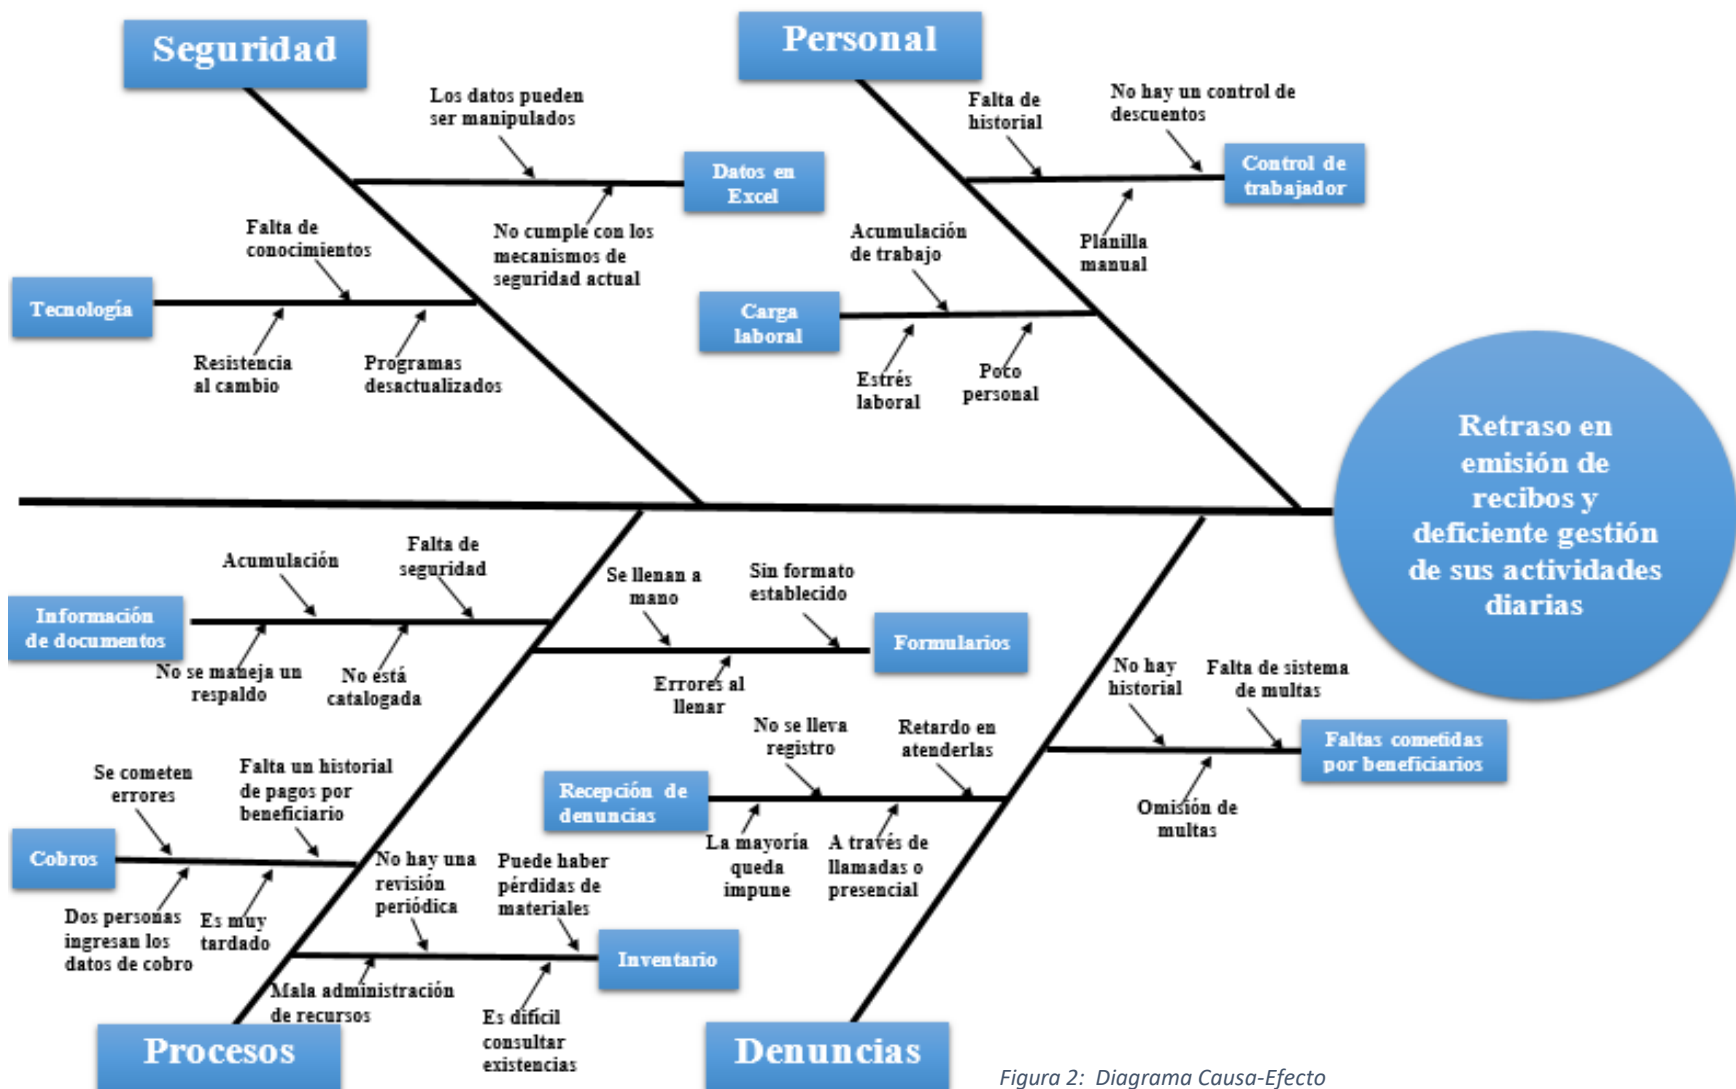 Seguridad
Personal
Los datos pueden
ser manipulados
Datos en
Excel
No cumple con los
mecanismos de
seguridad actual
Falta de
conocimientos
Tecnología
Resistencia
al cambio
Programas
desactualizados
Falta de
historial
No hay un control de
descuentos
Control de
trabajador
Planilla
manual
Acumulación
de trabajo
Carga
laboral
Estrés
laboral
Poco
personal
Retraso en
emisión de
recibos y
deficiente gestión
de sus actividades
diarias
Acumulación
Falta de
seguridad
Información
de documentos
No se maneja un
respaldo
No está
catalogada
Se llenan a
mano
Sin formato
establecido
Formularios
Errores al
llenar
No hay
historial
Falta de sistema
de multas
Faltas cometidas
por beneficiarios
Omisión de
multas
No se lleva
registro
Retardo en
atenderlas
Recepción de
denuncias
La mayoría
queda
impune
A través de
llamadas o
presencial
Se cometen
errores
Falta un historial
de pagos por
beneficiario
Cobros
Dos personas
ingresan los
datos de cobro
Es muy
tardado
No hay una
revisión
periódica
Puede haber
pérdidas de
materiales
Inventario
Mala administración
de recursos
Es difícil
consultar
existencias
Procesos
Denuncias
Figura 2: Diagrama Causa-Efecto